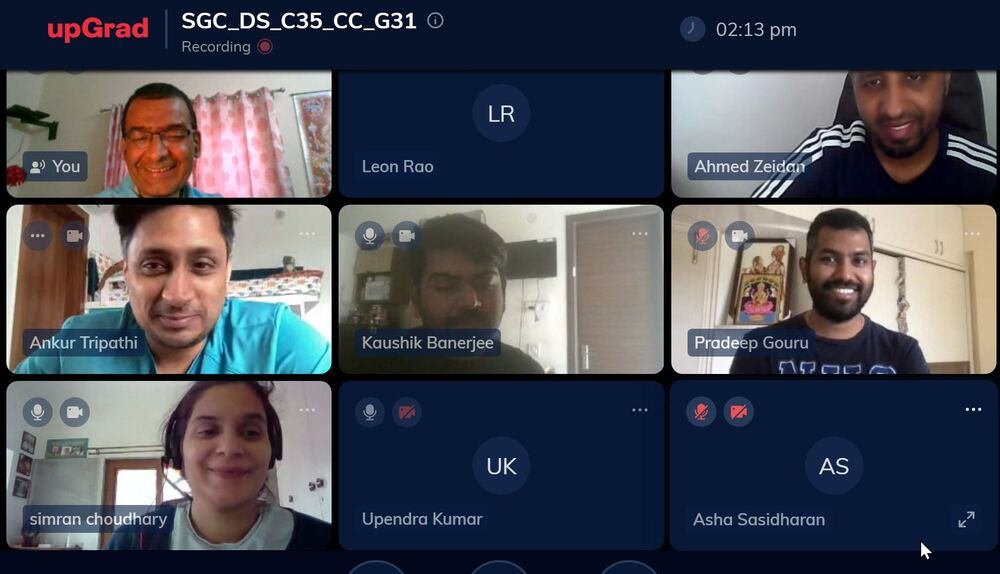 upGrad
SGC_DS_C35_CC_G31
Recording
02:13 pm
You
LR
Leon Rao
Ahmed Zeidan
Ankur Tripathi
Kaushik Banerjee
Pradeep Gouru
simran choudhary
UK
Upendra Kumar
AS
Asha Sasidharan